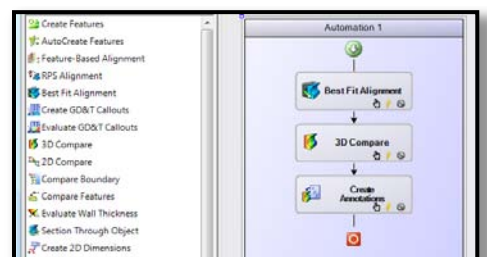 Create Features
AutoCreate Features
Feature-Based Alignment
RPS Alignment
Best Fit Alignment
Create GD&T Callouts
Evaluate GD&T Callouts
3D Compare
2D Compare
Compare Boundary
Compare Features
Evaluate Wall Thickness
Section Through Object
Create 2D Dimensions
Automation 1
Best Fit Alignment
3D Compare
Create
Annotations